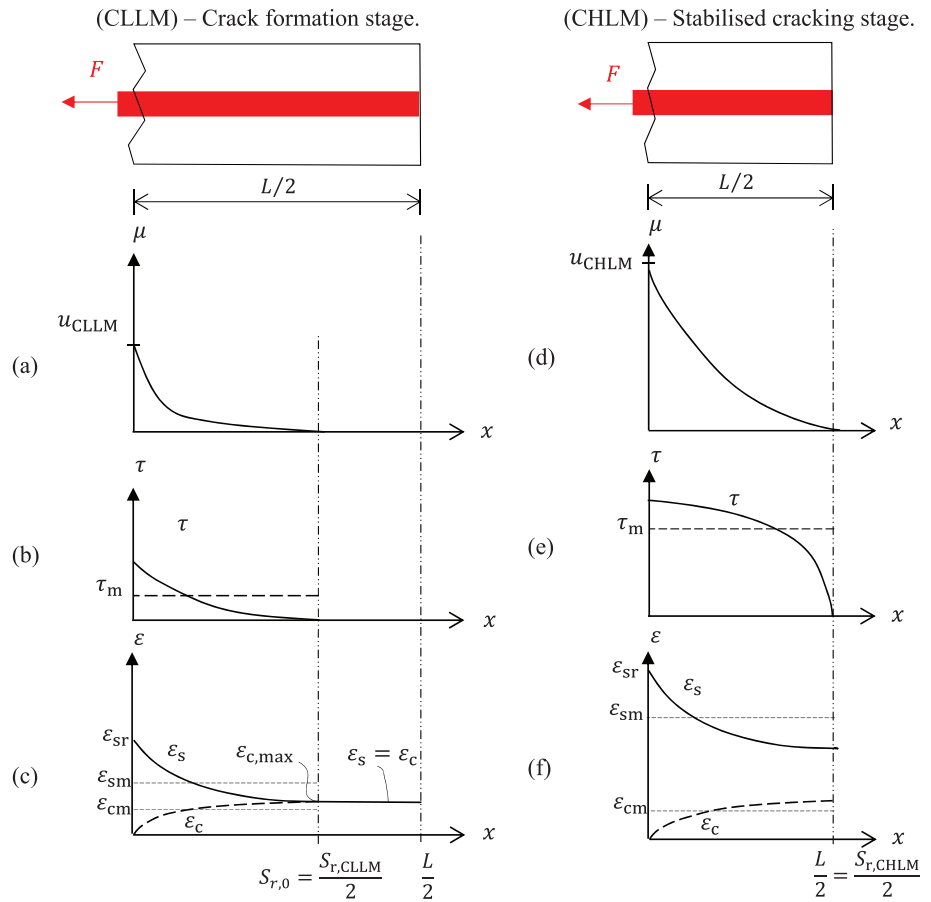 (CLLM) – Crack formation stage.
F
L/2
μ
u_CLLM
(a)
x
τ
τ
τ_m
(b)
x
ε
ε_sr
ε_s
ε_c,max
ε_s = ε_c
ε_sm
(c)
ε_cm
ε_c
x
S_r,0 = S_r,CLLM/2
L/2
(CHLM) – Stabilised cracking stage.
F
L/2
μ
u_CHLM
(d)
x
τ
τ
τ_m
(e)
x
ε
ε_sr
ε_s
ε_sm
(f)
ε_cm
ε_c
x
L/2 = S_r,CHLM/2